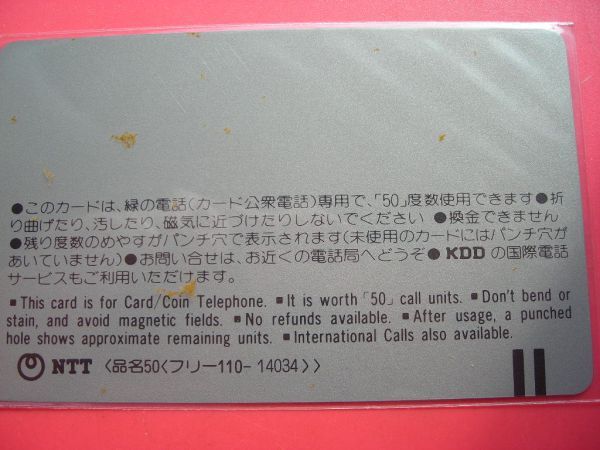 ●このカードは、緑の電話(カード公衆電話)専用で、「50」度数使用できます●折
り曲げたり、汚したり、磁気に近づけたりしないでください ●換金できません
●残り度数のめやすがパンチ穴で表示されます(未使用のカードにはパンチ穴が
あいていません)●お問い合せは、お近くの電話局へどうぞ● KDD の国際電話
サービスもご利用いただけます。
▪This card is for Card/Coin Telephone. ▪It is worth「50」call units. ▪Don't bend or
stain, and avoid magnetic fields. ▪No refunds available. ▪After usage, a punched
hole shows approximate remaining units. ▪International Calls also available.
NTT 〈品名50〈フリー110-14034〉〉